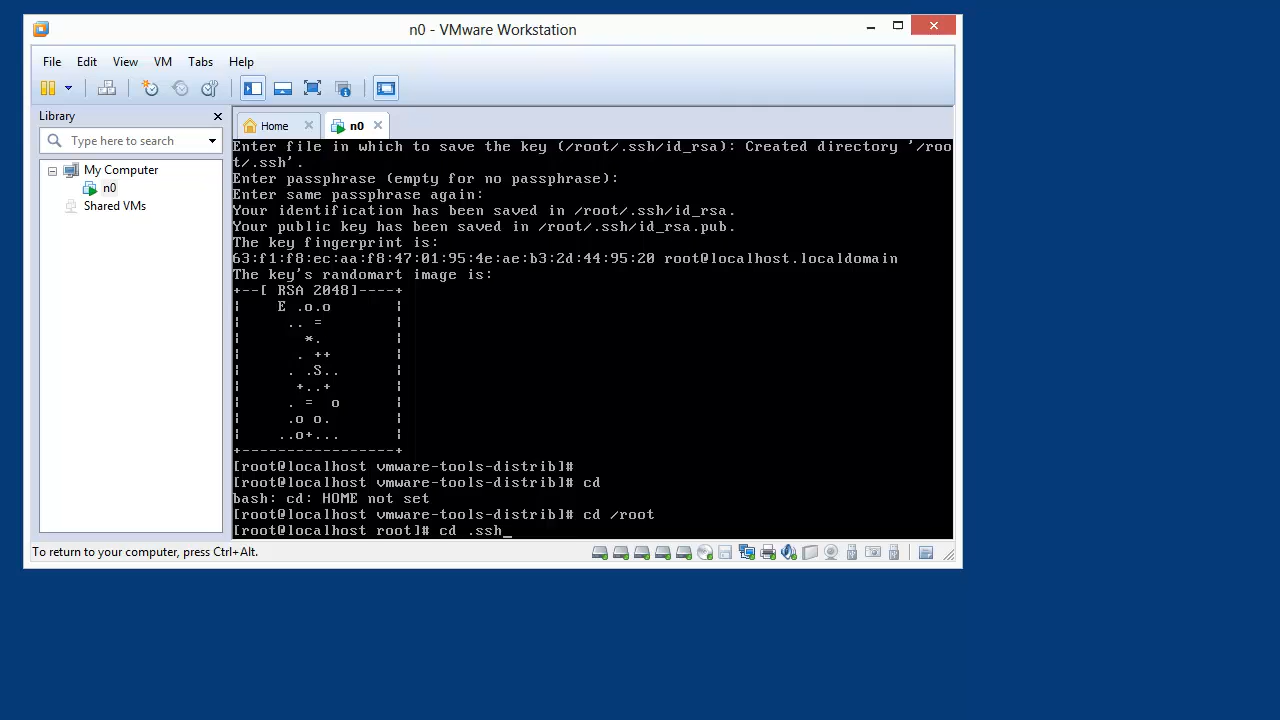 n0 - VMware Workstation
File Edit View VM Tabs Help
Library
Type here to search
My Computer
n0
Shared VMs
Home
n0
Enter file in which to save the key (/root/.ssh/id_rsa): Created directory '/roo
t/.ssh'.
Enter passphrase (empty for no passphrase):
Enter same passphrase again:
Your identification has been saved in /root/.ssh/id_rsa.
Your public key has been saved in /root/.ssh/id_rsa.pub.
The key fingerprint is:
63:f1:f8:ec:aa:f8:47:01:95:4e:ae:b3:2d:44:95:20 root@localhost.localdomain
The key's randomart image is:
+--[ RSA 2048]----+
¦    E .o.o       ¦
¦     .. =        ¦
¦       *.        ¦
¦      . ++       ¦
¦     . .S..      ¦
¦      +..+       ¦
¦     . =  o      ¦
¦     .o o.       ¦
¦    ..o+...      ¦
+-----------------+
[root@localhost vmware-tools-distrib]#
[root@localhost vmware-tools-distrib]# cd
bash: cd: HOME not set
[root@localhost vmware-tools-distrib]# cd /root
[root@localhost root]# cd .ssh_
To return to your computer, press Ctrl+Alt.